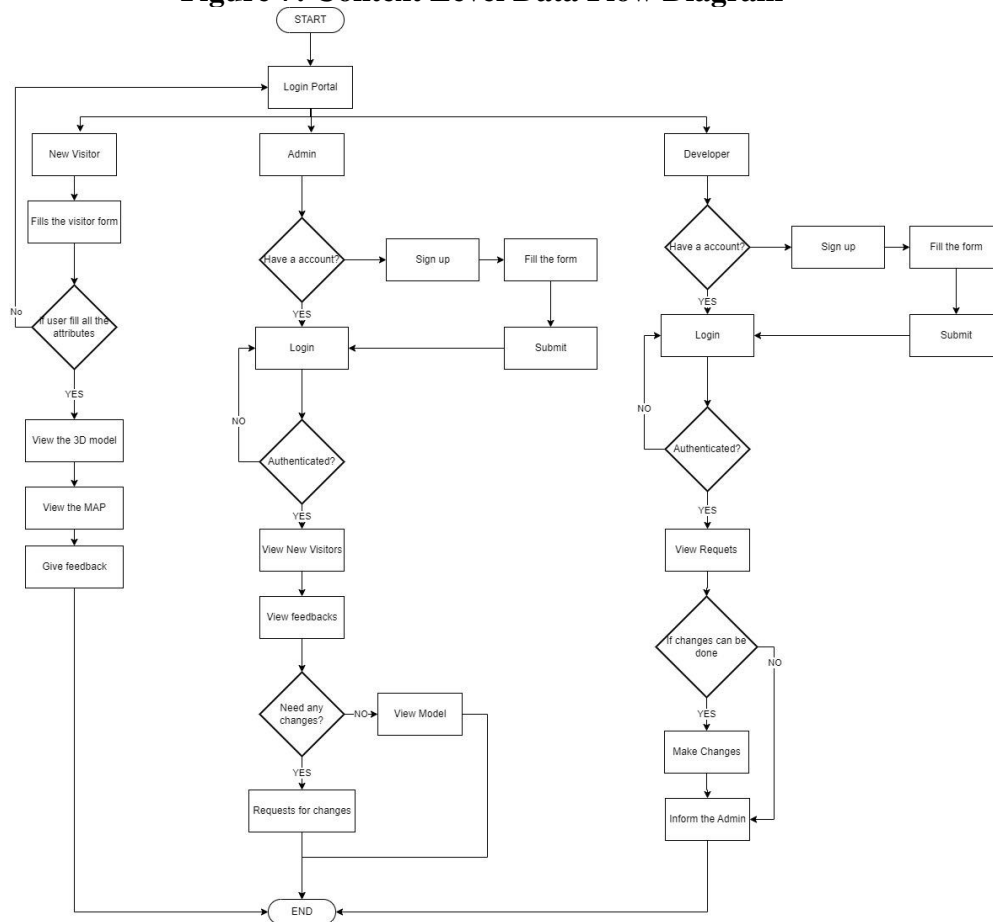 Figure 7: Context Level Data Flow Diagram
START
Login Portal
New Visitor
Admin
Developer
Fills the visitor form
Have a account?
Sign up
Fill the form
Have a account?
Sign up
Fill the form
No
If user fill all the
attributes
YES
YES
Login
Submit
Login
Submit
YES
NO
NO
View the 3D model
Authenticated?
Authenticated?
View the MAP
YES
YES
Give feedback
View New Visitors
View Requets
View feedbacks
If changes can be
done
NO
Need any
changes?
NO
View Model
YES
YES
Make Changes
Requests for changes
Inform the Admin
END